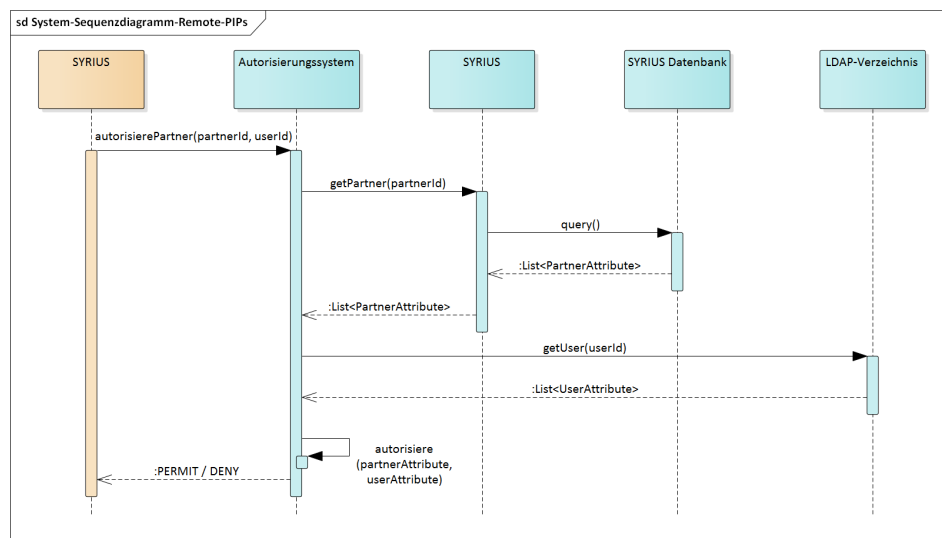 sd System-Sequenzdiagramm-Remote-PIPs
SYRIUS
Autorisierungssystem
SYRIUS
SYRIUS Datenbank
LDAP-Verzeichnis
autorisierePartner(partnerId, userId)
getPartner(partnerId)
query()
:List<PartnerAttribute>
:List<PartnerAttribute>
getUser(userId)
:List<UserAttribute>
autorisiere
(partnerAttribute,
userAttribute)
:PERMIT / DENY